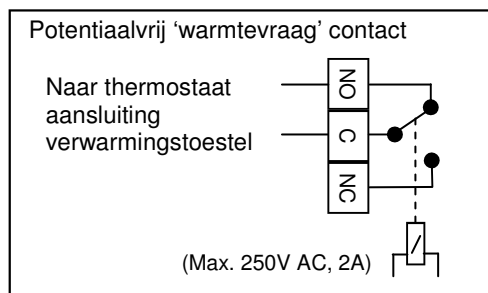 Potentiaalvrij ‘warmtevraag’ contact
Naar thermostaat
aansluiting
verwarmingstoestel
NO
C
NC
(Max. 250V AC, 2A)